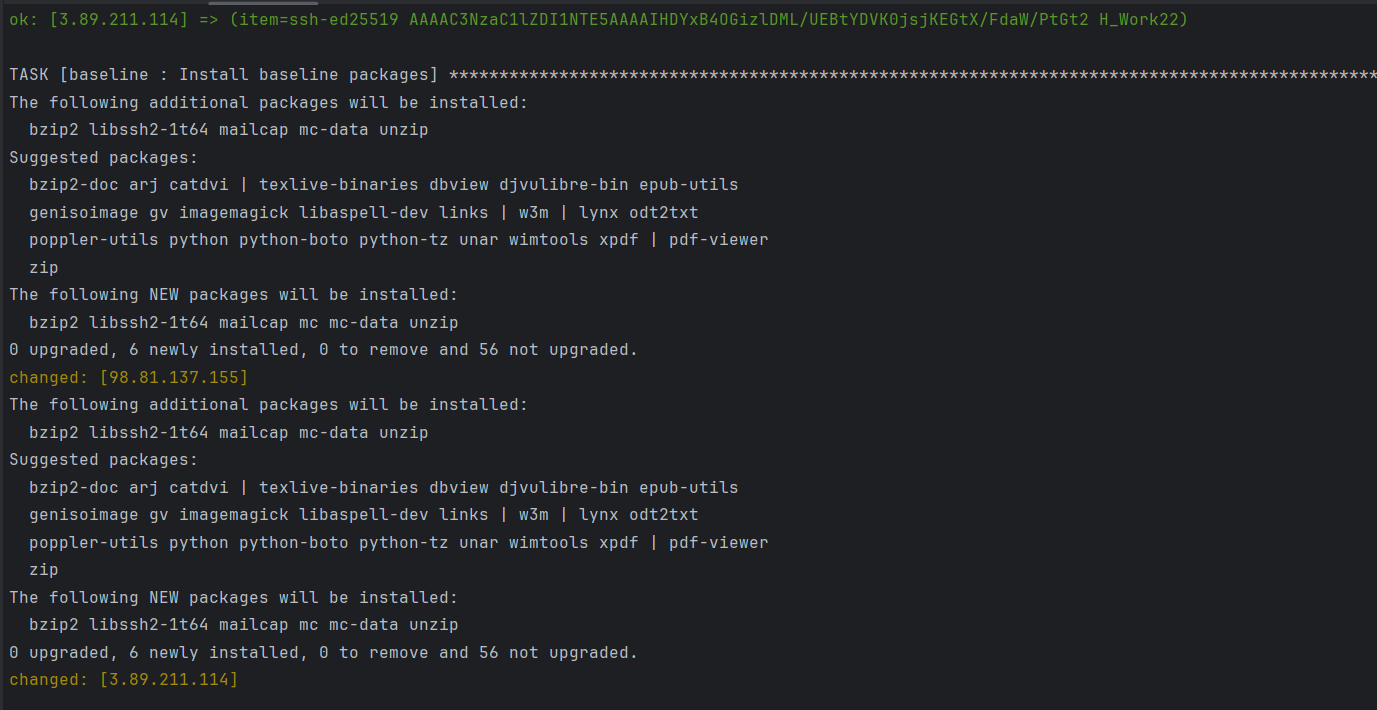 ok: [3.89.211.114] => (item=ssh-ed25519 AAAAC3NzaC1lZDI1NTE5AAAAIHDYxB4OGizlDML/UEBtYDVK0jsjKEGtX/FdaW/PtGt2 H_Work22)
TASK [baseline : Install baseline packages] *********************************************************************************************
The following additional packages will be installed:
  bzip2 libssh2-1t64 mailcap mc-data unzip
Suggested packages:
  bzip2-doc arj catdvi | texlive-binaries dbview djvulibre-bin epub-utils
  genisoimage gv imagemagick libaspell-dev links | w3m | lynx odt2txt
  poppler-utils python python-boto python-tz unar wimtools xpdf | pdf-viewer
  zip
The following NEW packages will be installed:
  bzip2 libssh2-1t64 mailcap mc mc-data unzip
0 upgraded, 6 newly installed, 0 to remove and 56 not upgraded.
changed: [98.81.137.155]
The following additional packages will be installed:
  bzip2 libssh2-1t64 mailcap mc-data unzip
Suggested packages:
  bzip2-doc arj catdvi | texlive-binaries dbview djvulibre-bin epub-utils
  genisoimage gv imagemagick libaspell-dev links | w3m | lynx odt2txt
  poppler-utils python python-boto python-tz unar wimtools xpdf | pdf-viewer
  zip
The following NEW packages will be installed:
  bzip2 libssh2-1t64 mailcap mc mc-data unzip
0 upgraded, 6 newly installed, 0 to remove and 56 not upgraded.
changed: [3.89.211.114]